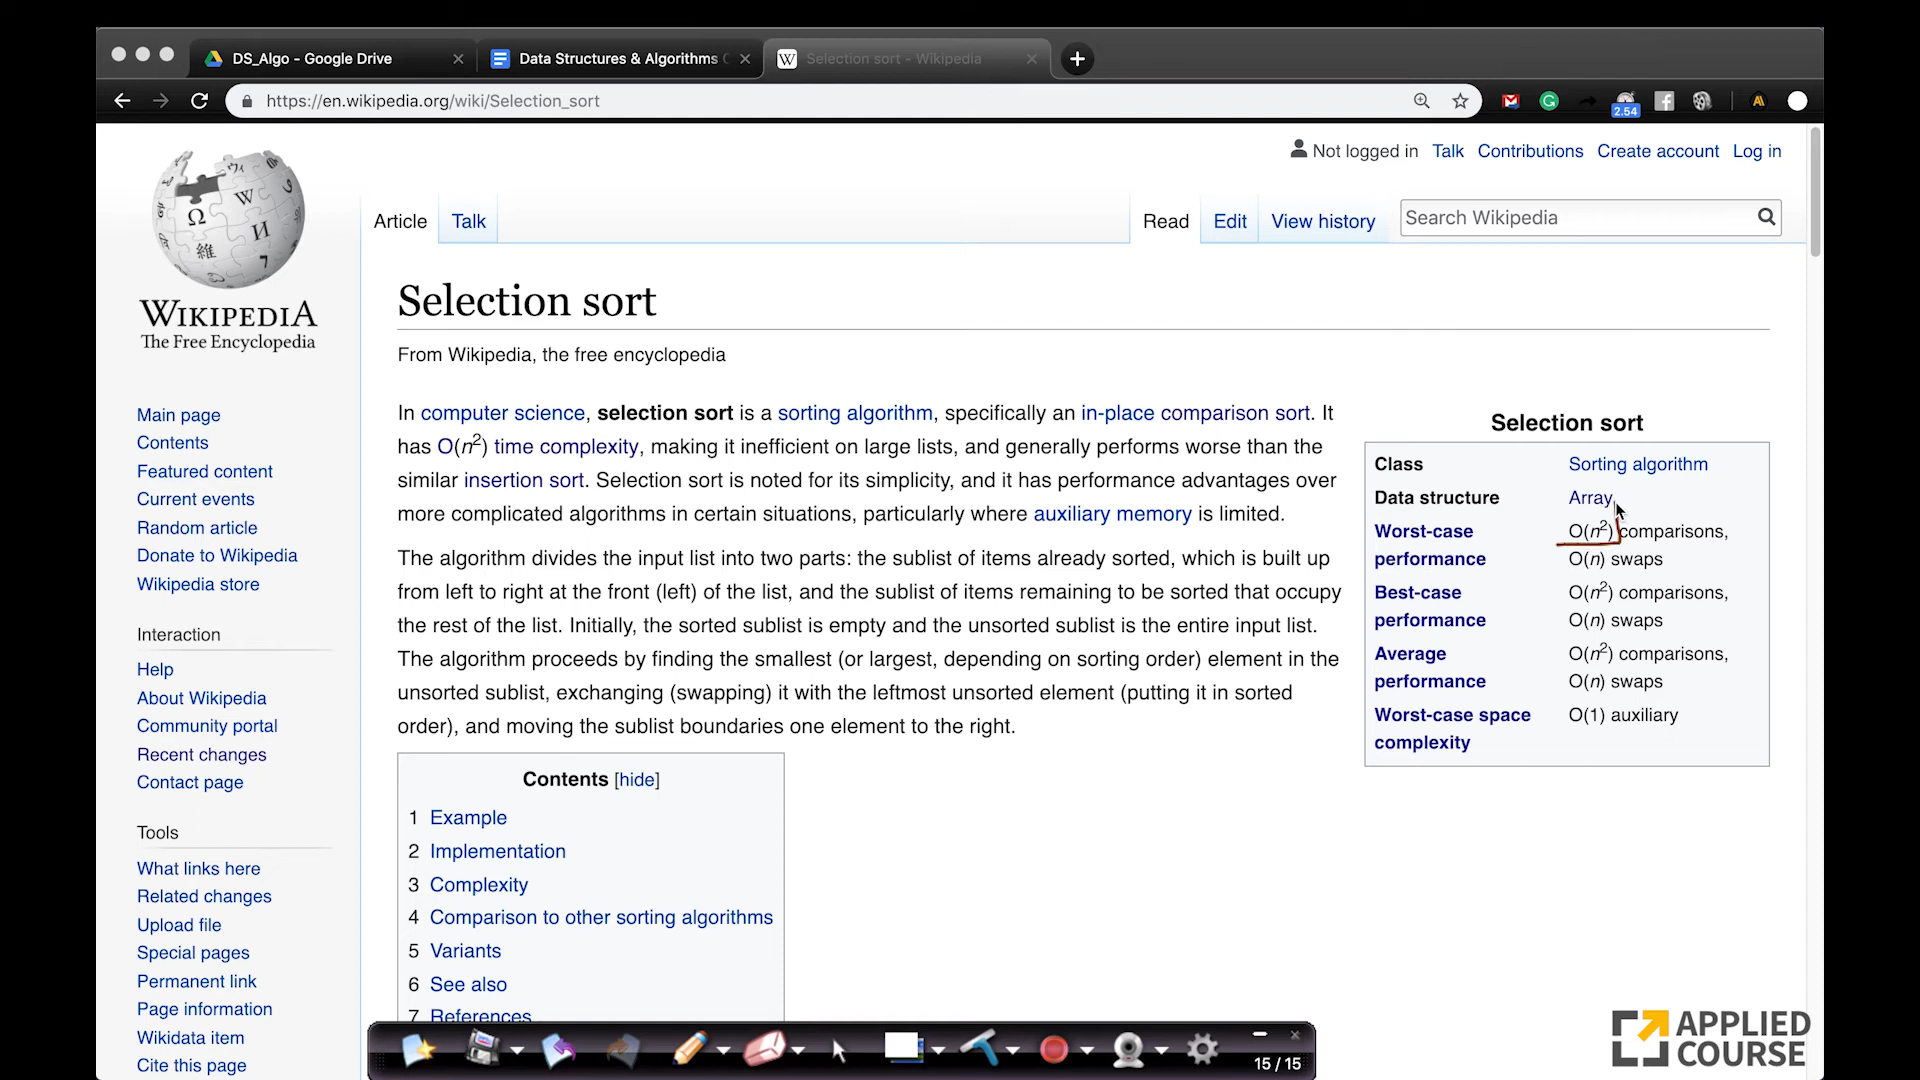 DS_Algo - Google Drive
Data Structures & Algorithms
Selection sort - Wikipedia
https://en.wikipedia.org/wiki/Selection_sort
2.54
Not logged in Talk Contributions Create account Log in
Article Talk Read Edit View history Search Wikipedia
WIKIPEDIA
The Free Encyclopedia
Main page
Contents
Featured content
Current events
Random article
Donate to Wikipedia
Wikipedia store
Interaction
Help
About Wikipedia
Community portal
Recent changes
Contact page
Tools
What links here
Related changes
Upload file
Special pages
Permanent link
Page information
Wikidata item
Cite this page
Selection sort
From Wikipedia, the free encyclopedia
In computer science, selection sort is a sorting algorithm, specifically an in-place comparison sort. It
has O(n²) time complexity, making it inefficient on large lists, and generally performs worse than the
similar insertion sort. Selection sort is noted for its simplicity, and it has performance advantages over
more complicated algorithms in certain situations, particularly where auxiliary memory is limited.
The algorithm divides the input list into two parts: the sublist of items already sorted, which is built up
from left to right at the front (left) of the list, and the sublist of items remaining to be sorted that occupy
the rest of the list. Initially, the sorted sublist is empty and the unsorted sublist is the entire input list.
The algorithm proceeds by finding the smallest (or largest, depending on sorting order) element in the
unsorted sublist, exchanging (swapping) it with the leftmost unsorted element (putting it in sorted
order), and moving the sublist boundaries one element to the right.
Selection sort
Class Sorting algorithm
Data structure Array
Worst-case O(n²) comparisons,
performance O(n) swaps
Best-case O(n²) comparisons,
performance O(n) swaps
Average O(n²) comparisons,
performance O(n) swaps
Worst-case space O(1) auxiliary
complexity
Contents [hide]
1 Example
2 Implementation
3 Complexity
4 Comparison to other sorting algorithms
5 Variants
6 See also
7 References
15 / 15
APPLIED
COURSE